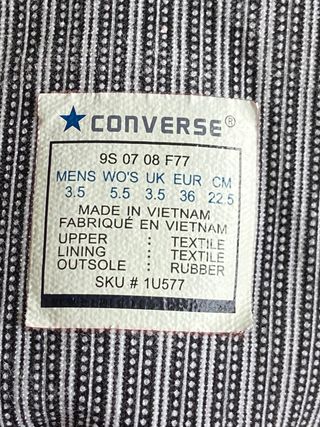 ★ CONVERSE®
9S 07 08 F77
MENS WO'S UK EUR CM
3.5 5.5 3.5 36 22.5
MADE IN VIETNAM
FABRIQUÉ EN VIETNAM
UPPER : TEXTILE
LINING : TEXTILE
OUTSOLE : RUBBER
SKU # 1U577